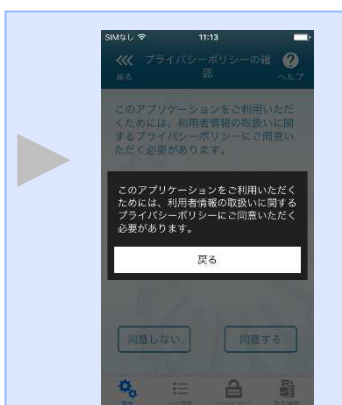 SIMなし 11:13
プライバシーポリシーの確認
戻る
ヘルプ
このアプリケーションをご利用いただ
くためには、利用者情報の取扱いに関
するプライバシーポリシーにご同意い
ただく必要があります。
このアプリケーションをご利用いただく
ためには、利用者情報の取扱いに関する
プライバシーポリシーにご同意いただく
必要があります。
戻る
同意しない 同意する